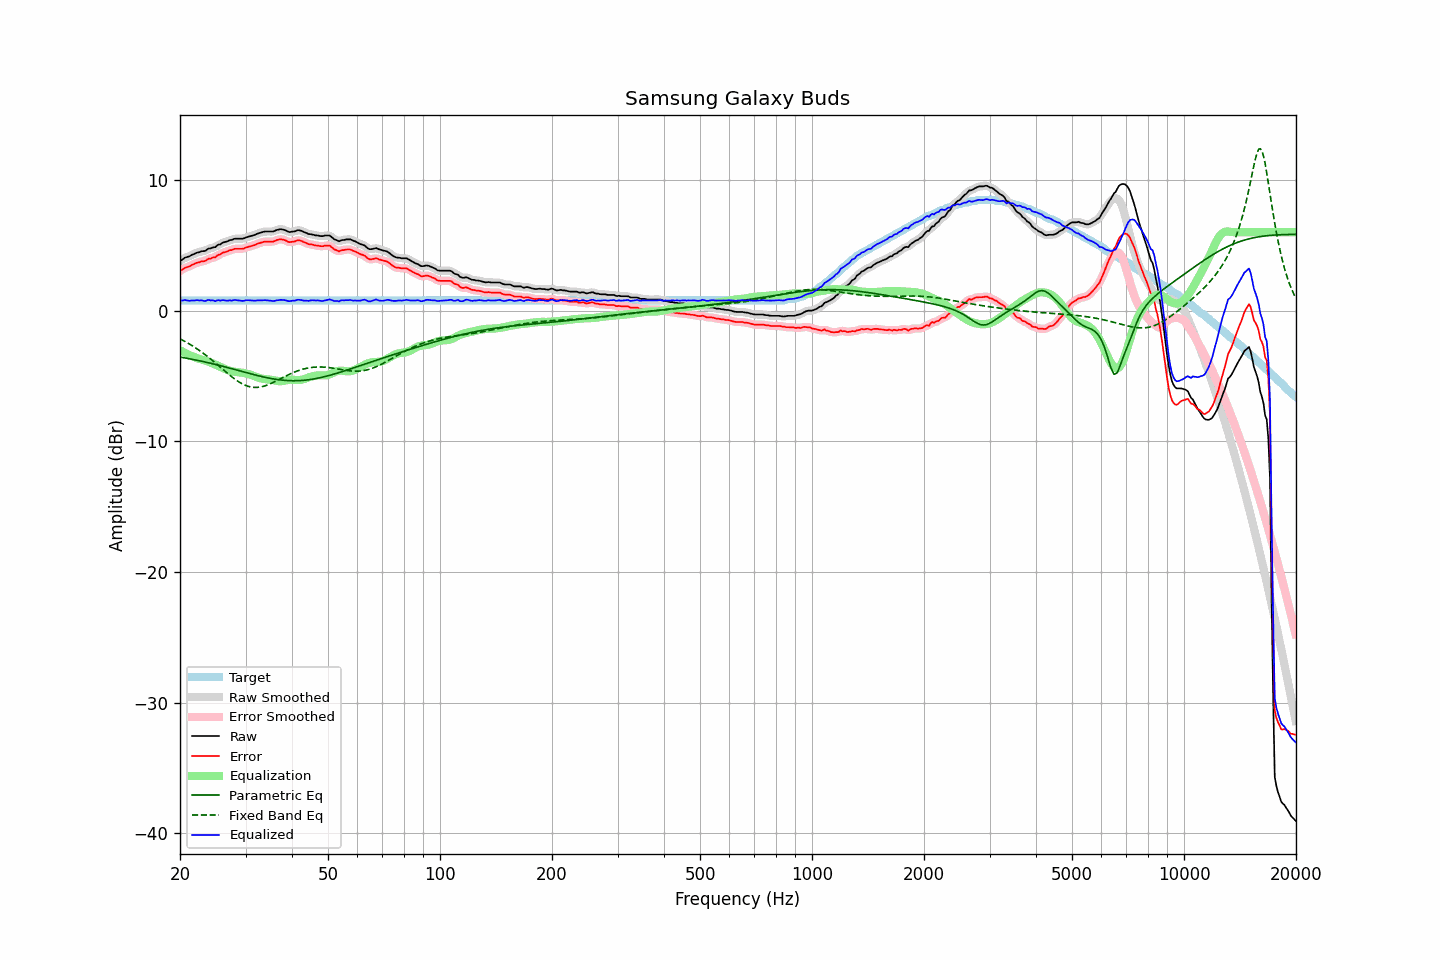 Samsung Galaxy Buds
Amplitude (dBr)
10
0
−10
−20
−30
−40
Target
Raw Smoothed
Error Smoothed
Raw
Error
Equalization
Parametric Eq
Fixed Band Eq
Equalized
20 50 100 200 500 1000 2000 5000 10000 20000
Frequency (Hz)